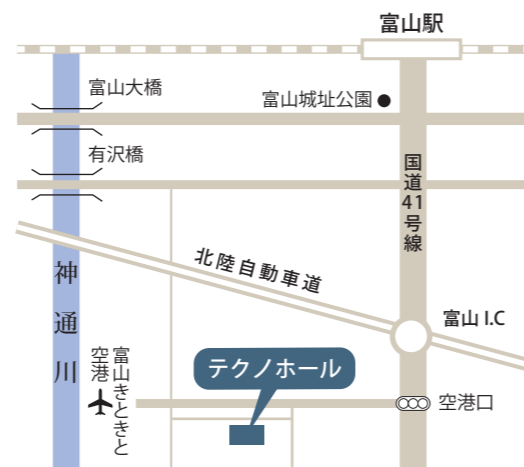 富山駅
富山大橋
富山城址公園
有沢橋
国道41号線
北陸自動車道
神通川
富山I.C
富山きときと
空港
テクノホール
空港口